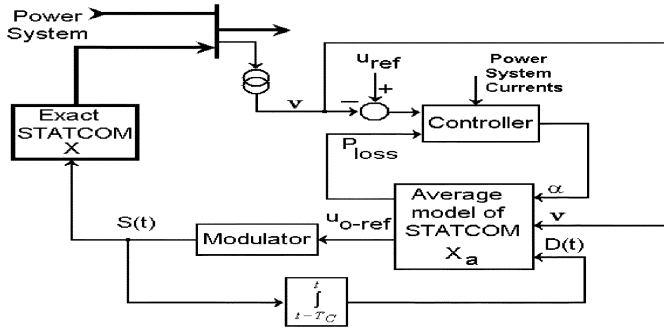 Power
System
u_ref
+
−
v
Power
System
Currents
Controller
Exact
STATCOM
X
P_loss
α
Average
model of
STATCOM
X_a
v
D(t)
S(t)
Modulator
u_o-ref
t
∫
t-T_C